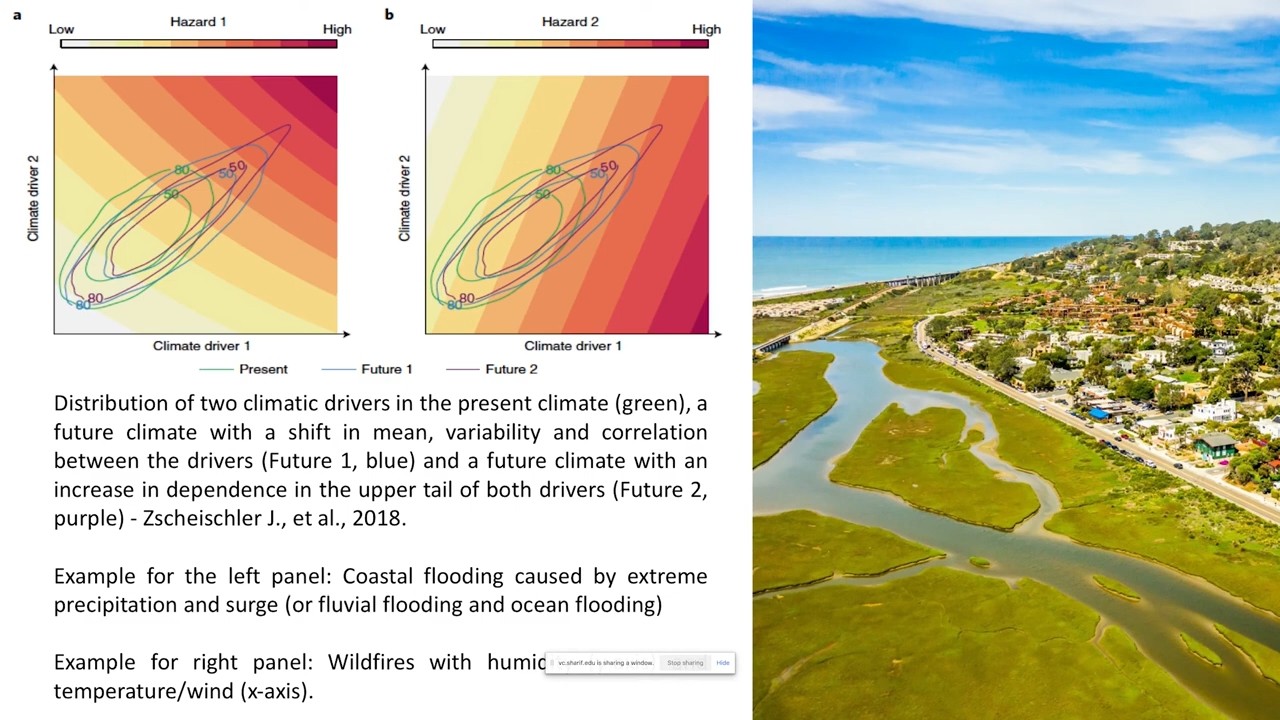 a
Hazard 1
Low
High
Climate driver 2
80
50
50
50
80
80
Climate driver 1
b
Hazard 2
Low
High
Climate driver 2
80
50
50
50
80
80
Climate driver 1
Present
Future 1
Future 2
Distribution of two climatic drivers in the present climate (green), a
future climate with a shift in mean, variability and correlation
between the drivers (Future 1, blue) and a future climate with an
increase in dependence in the upper tail of both drivers (Future 2,
purple) - Zscheischler J., et al., 2018.
Example for the left panel: Coastal flooding caused by extreme
precipitation and surge (or fluvial flooding and ocean flooding)
Example for right panel: Wildfires with
temperature/wind (x-axis).
vc.sharif.edu is sharing a window.
Stop sharing
Hide